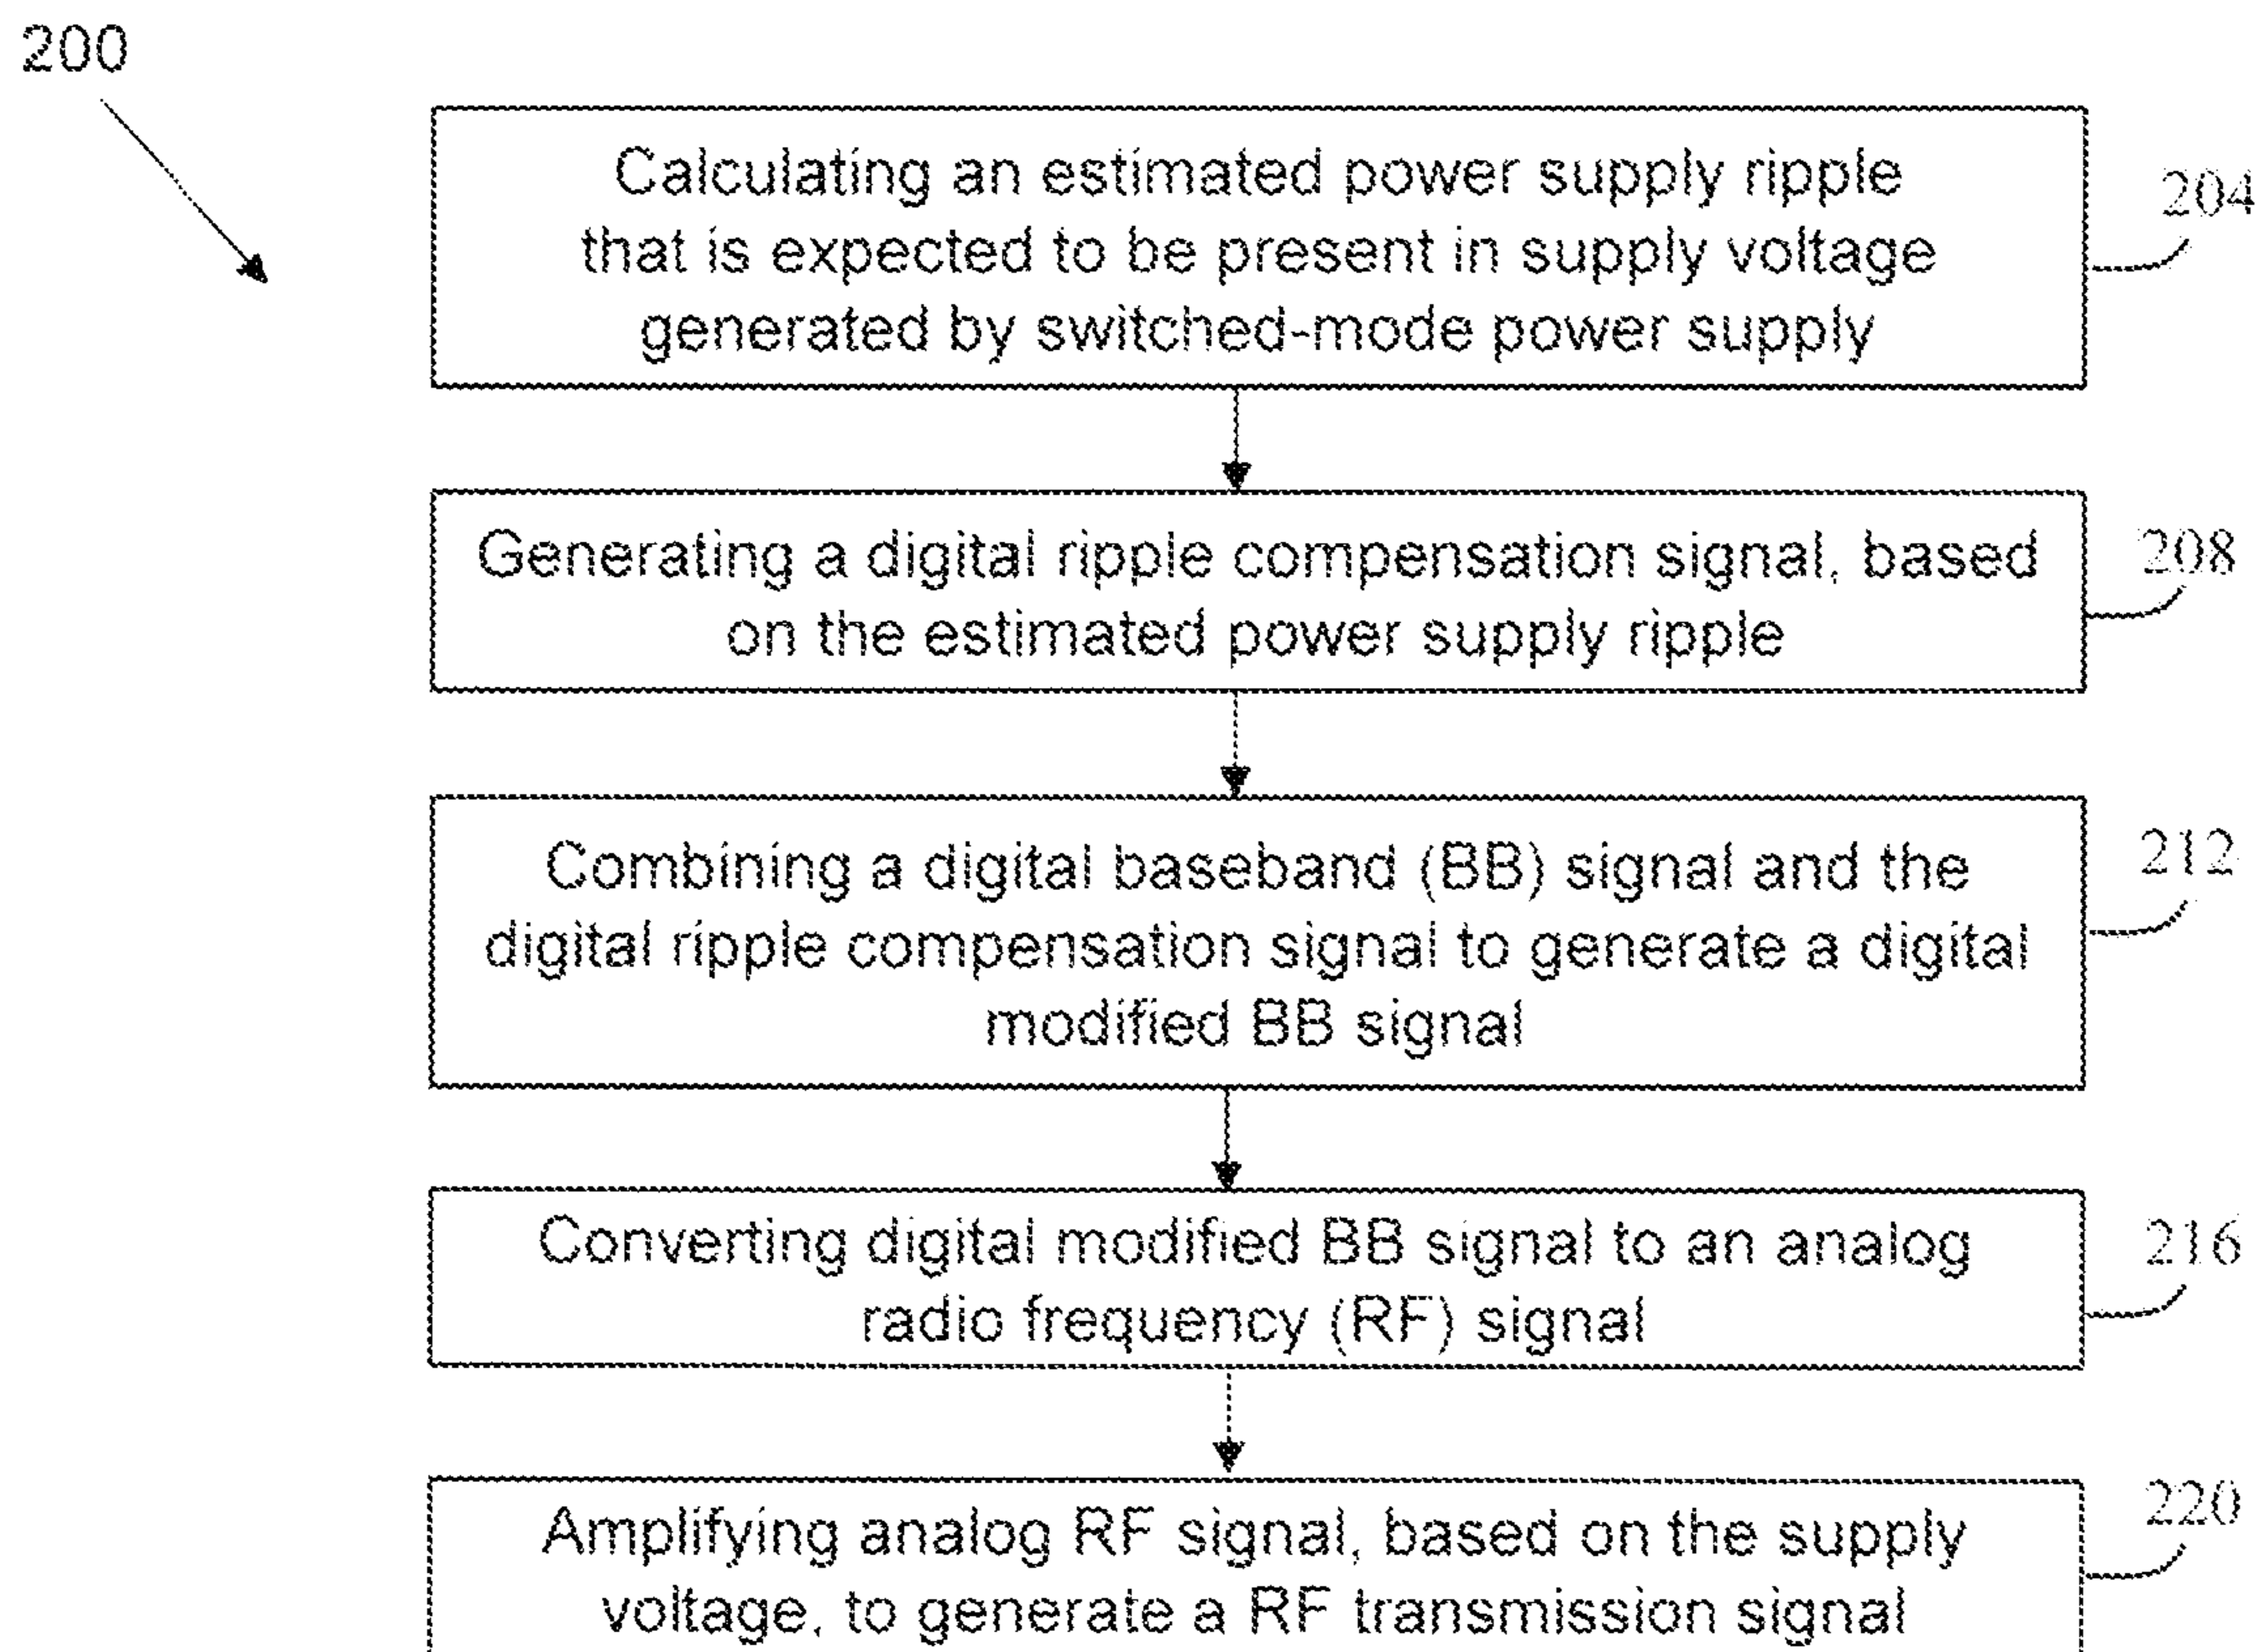 200
Calculating an estimated power supply ripple
that is expected to be present in supply voltage
generated by switched-mode power supply
204
Generating a digital ripple compensation signal, based
on the estimated power supply ripple
208
Combining a digital baseband (BB) signal and the
digital ripple compensation signal to generate a digital
modified BB signal
212
Converting digital modified BB signal to an analog
radio frequency (RF) signal
216
Amplifying analog RF signal, based on the supply
voltage, to generate a RF transmission signal
220